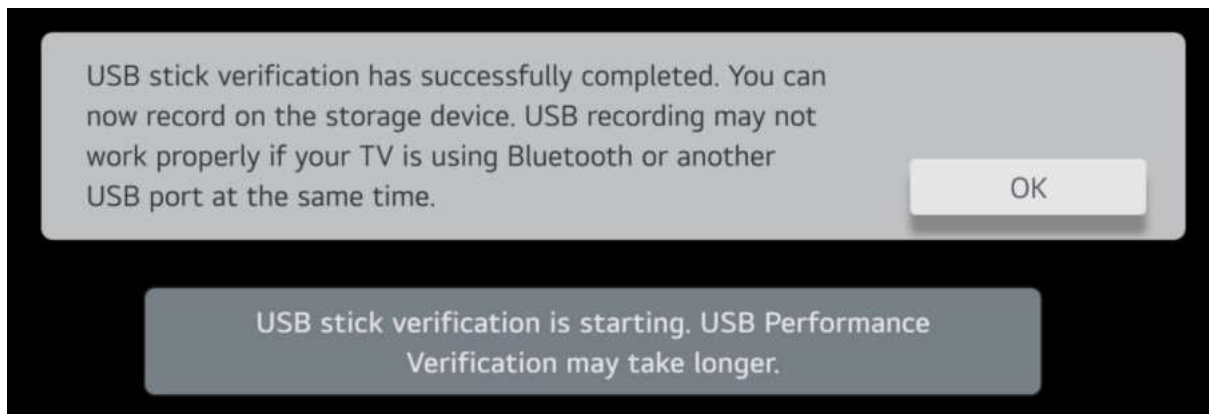 USB stick verification has successfully completed. You can
now record on the storage device. USB recording may not
work properly if your TV is using Bluetooth or another
USB port at the same time.
OK
USB stick verification is starting. USB Performance
Verification may take longer.